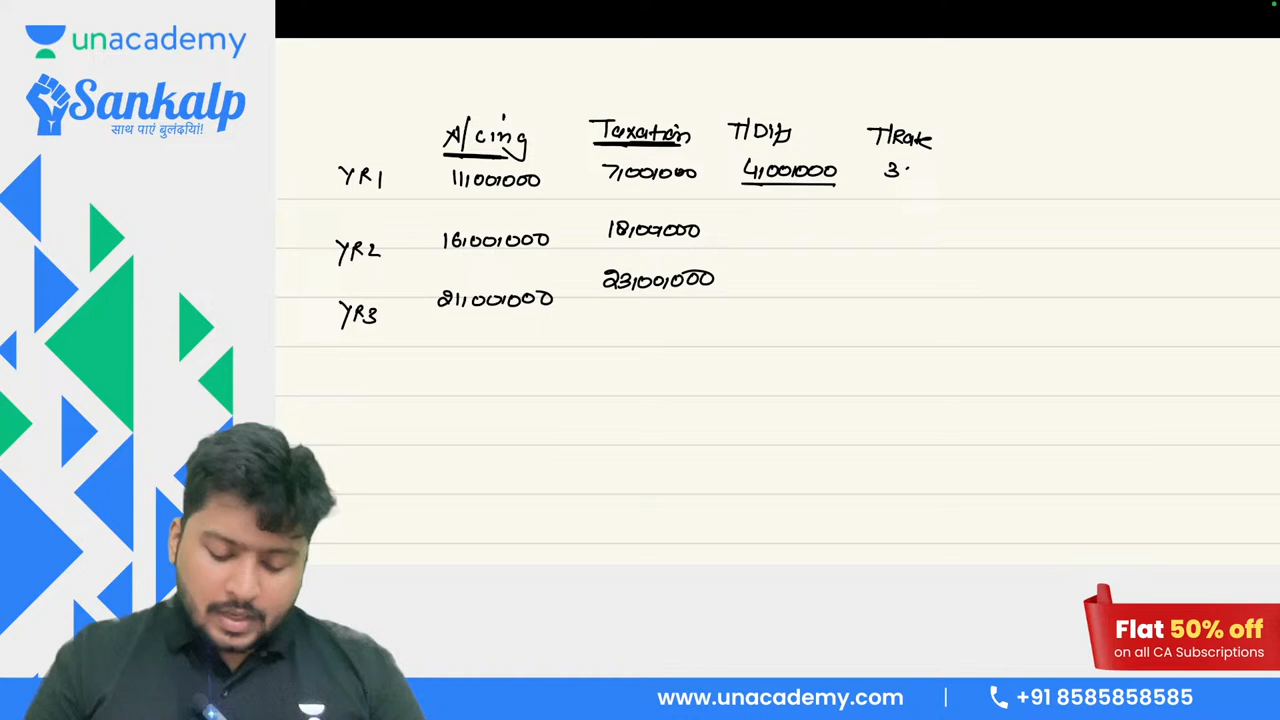 unacademy
Sankalp
साथ पाएं बुलंदियां!
A/cing Taxation T/Diff T/Rate
YR1 11,00,000 7,00,000 4,00,000 3.
YR2 16,00,000 18,00,000
YR3 21,00,000 23,00,000
Flat 50% off
on all CA Subscriptions
www.unacademy.com | +91 8585858585